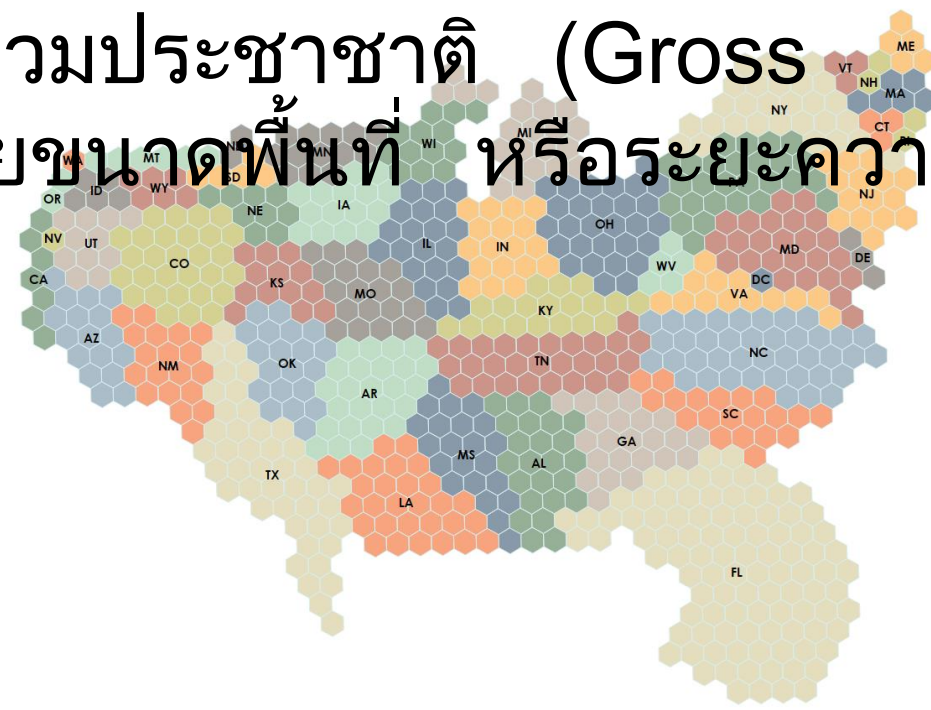 วมประชาชาติ (Gross
ยขนาดพื้นที่ หรือระยะควา
ME
VT
NH
MA
NY
CT
MI
WI
MN
MT
WA
SD
ID
WY
OR
NE
IA
NJ
OH
IL
IN
NV
UT
CO
MD
DE
WV
CA
KS
MO
DC
VA
KY
AZ
NM
OK
TN
NC
AR
SC
GA
MS
AL
TX
LA
FL